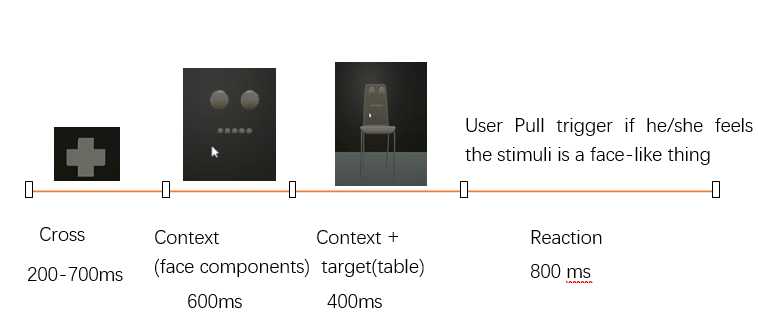 User Pull trigger if he/she feels
the stimuli is a face-like thing
Cross
200-700ms
Context
(face components)
600ms
Context +
target(table)
400ms
Reaction
800 ms